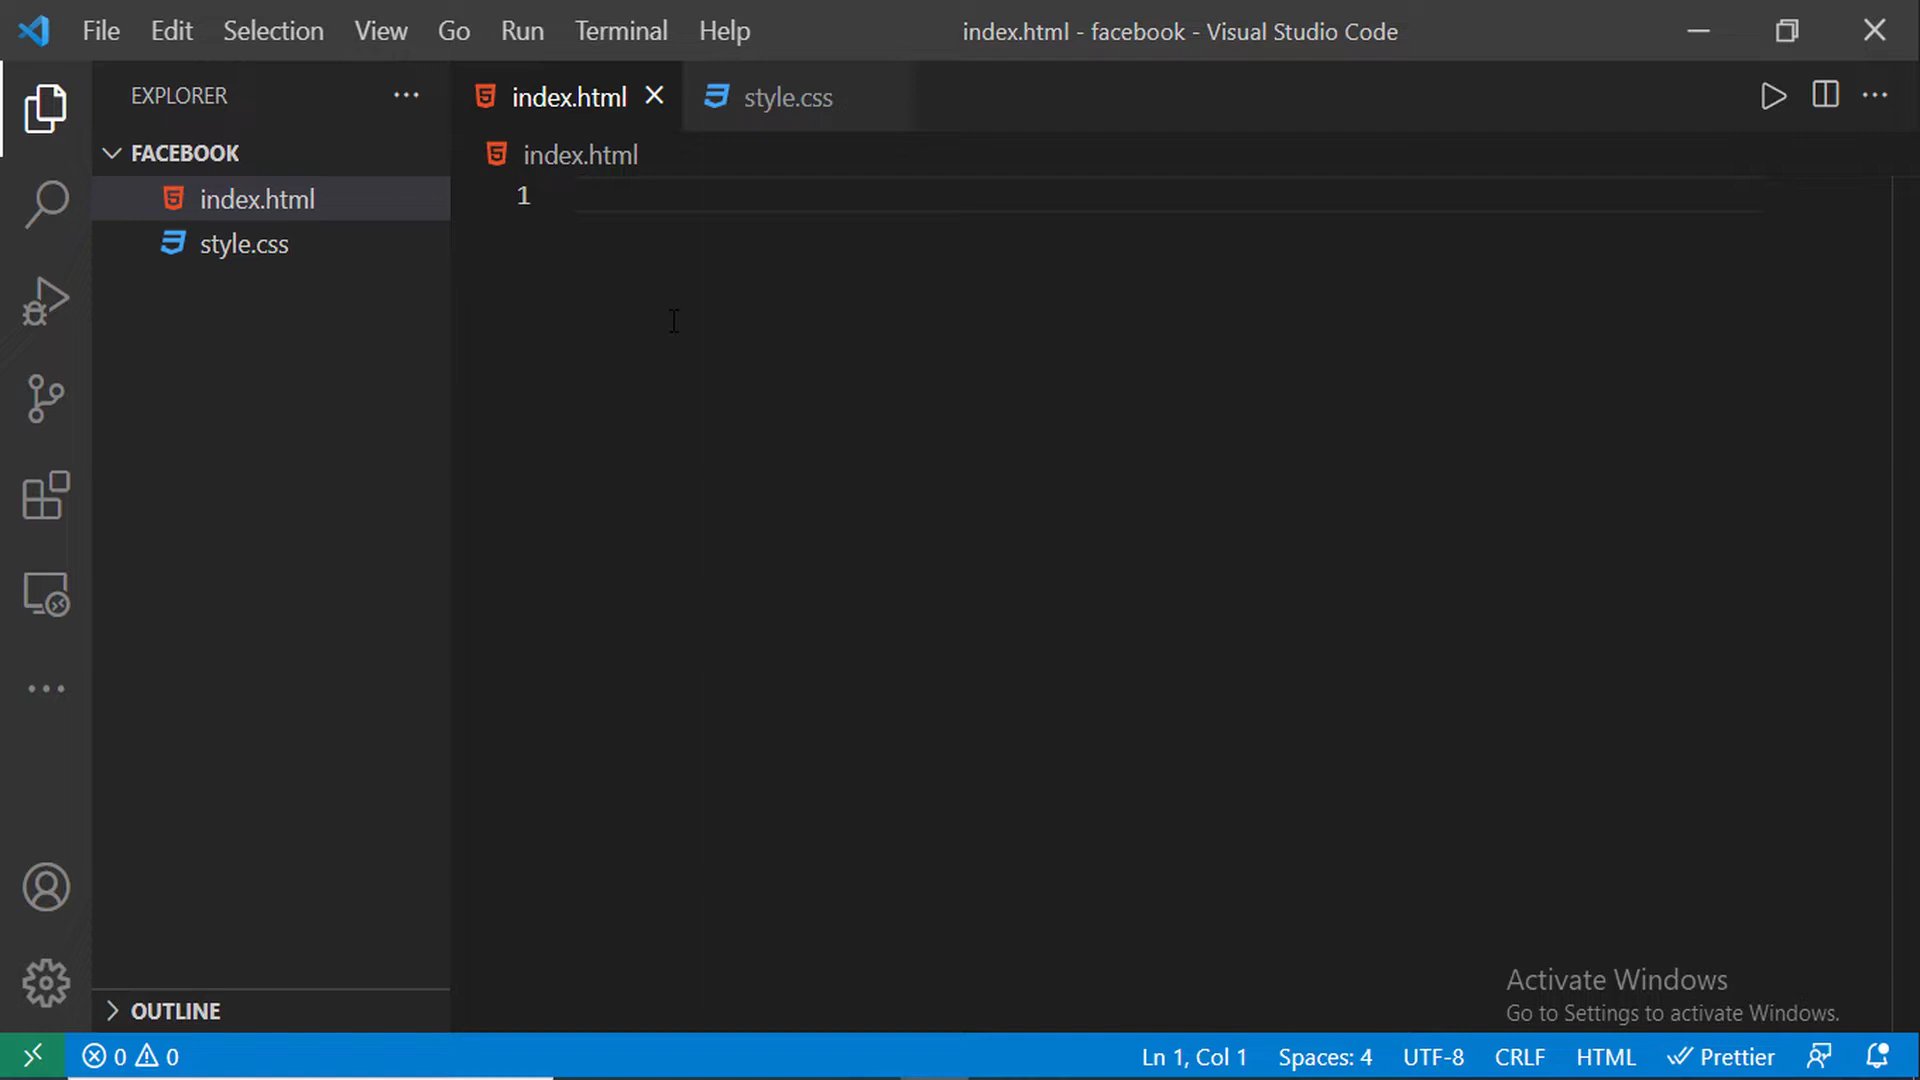 File Edit Selection View Go Run Terminal Help
index.html - facebook - Visual Studio Code
EXPLORER
FACEBOOK
index.html
style.css
index.html
style.css
index.html
1
OUTLINE
Activate Windows
Go to Settings to activate Windows.
0 0
Ln 1, Col 1 Spaces: 4 UTF-8 CRLF HTML Prettier